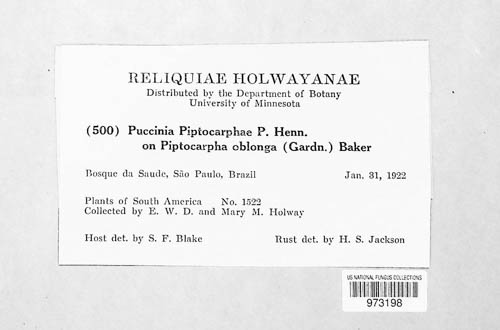 RELIQUIAE HOLWAYANAE
Distributed by the Department of Botany
University of Minnesota
(500) Puccinia Piptocarphae P. Henn.
on Piptocarpha oblonga (Gardn.) Baker
Bosque da Saude, São Paulo, Brazil Jan. 31, 1922
Plants of South America No. 1522
Collected by E. W. D. and Mary M. Holway
Host det. by S. F. Blake Rust det. by H. S. Jackson
US NATIONAL FUNGUS COLLECTIONS
973198